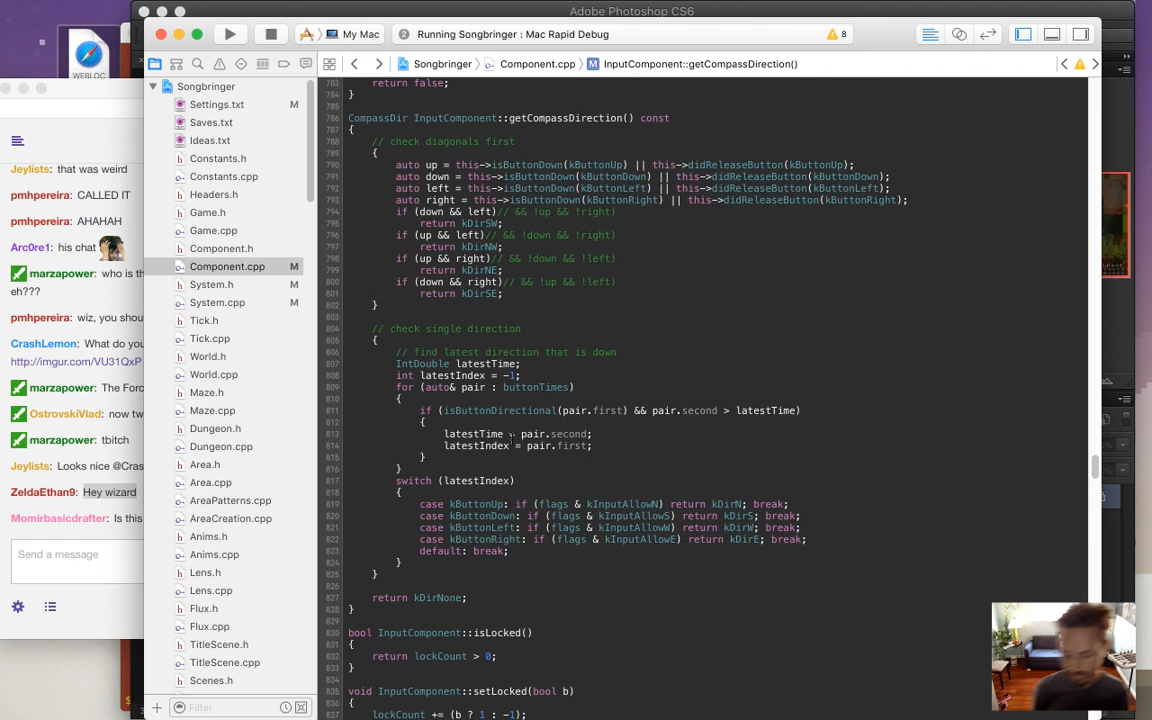 Adobe Photoshop CS6
My Mac
2 Running Songbringer : Mac Rapid Debug
8
Songbringer
Component.cpp
InputComponent::getCompassDirection()
WEBLOC
Jeylists: that was weird
pmhpereira: CALLED IT
pmhpereira: AHAHAH
Arc0re1: his chat
marzapower: who is th
eh???
pmhpereira: wiz, you shou
CrashLemon: What do you
http://imgur.com/VU31QxP
marzapower: The Forc
OstrovskiVlad: now tw
marzapower: tbitch
Jeylists: Looks nice @Cras
ZeldaEthan9: Hey wizard
Momirbasicdrafter: Is this
Send a message
Songbringer
Settings.txt M
Saves.txt
Ideas.txt
Constants.h
Constants.cpp
Headers.h
Game.h
Game.cpp
Component.h
Component.cpp M
System.h M
System.cpp M
Tick.h
Tick.cpp
World.h
World.cpp
Maze.h
Maze.cpp
Dungeon.h
Dungeon.cpp
Area.h
Area.cpp
AreaPatterns.cpp
AreaCreation.cpp
Anims.h
Anims.cpp
Lens.h
Lens.cpp
Flux.h
Flux.cpp
TitleScene.h
TitleScene.cpp
Scenes.h
Filter
783 return false;
784 }
785
786 CompassDir InputComponent::getCompassDirection() const
787 {
788 // check diagonals first
789 {
790 auto up = this->isButtonDown(kButtonUp) || this->didReleaseButton(kButtonUp);
791 auto down = this->isButtonDown(kButtonDown) || this->didReleaseButton(kButtonDown);
792 auto left = this->isButtonDown(kButtonLeft) || this->didReleaseButton(kButtonLeft);
793 auto right = this->isButtonDown(kButtonRight) || this->didReleaseButton(kButtonRight);
794 if (down && left)// && !up && !right)
795 return kDirSW;
796 if (up && left)// && !down && !right)
797 return kDirNW;
798 if (up && right)// && !down && !left)
799 return kDirNE;
800 if (down && right)// && !up && !left)
801 return kDirSE;
802 }
803
804 // check single direction
805 {
806 // find latest direction that is down
807 IntDouble latestTime;
808 int latestIndex = -1;
809 for (auto& pair : buttonTimes)
810 {
811 if (isButtonDirectional(pair.first) && pair.second > latestTime)
812 {
813 latestTime = pair.second;
814 latestIndex = pair.first;
815 }
816 }
817 switch (latestIndex)
818 {
819 case kButtonUp: if (flags & kInputAllowN) return kDirN; break;
820 case kButtonDown: if (flags & kInputAllowS) return kDirS; break;
821 case kButtonLeft: if (flags & kInputAllowW) return kDirW; break;
822 case kButtonRight: if (flags & kInputAllowE) return kDirE; break;
823 default: break;
824 }
825 }
826
827 return kDirNone;
828 }
829
830 bool InputComponent::isLocked()
831 {
832 return lockCount > 0;
833 }
834
835 void InputComponent::setLocked(bool b)
836 {
837 lockCount += (b ? 1 : -1);